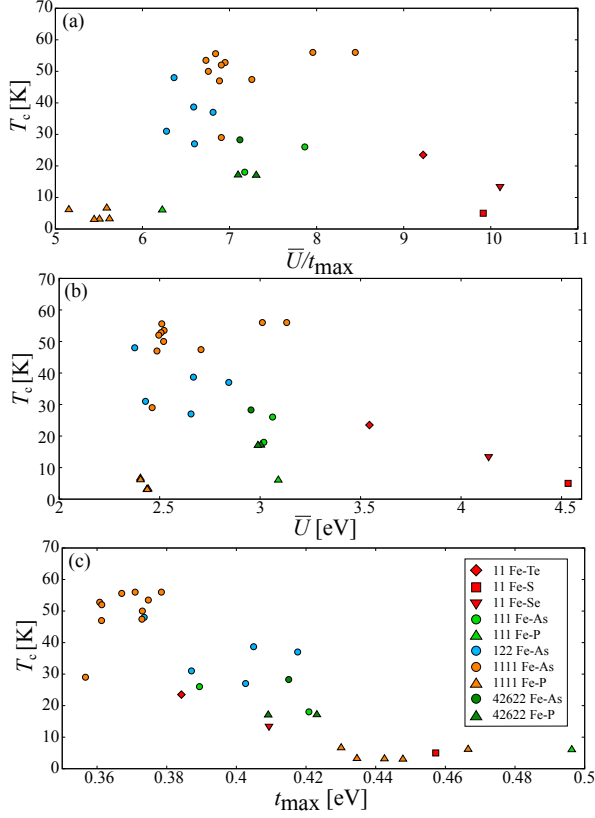 (a)
70
60
50
40
30
20
10
0
T_c [K]
5 6 7 8 9 10 11
U̅/t_max
(b)
70
60
50
40
30
20
10
0
T_c [K]
2 2.5 3 3.5 4 4.5
U̅ [eV]
(c)
70
60
50
40
30
20
10
0
T_c [K]
11 Fe-Te
11 Fe-S
11 Fe-Se
111 Fe-As
111 Fe-P
122 Fe-As
1111 Fe-As
1111 Fe-P
42622 Fe-As
42622 Fe-P
0.36 0.38 0.4 0.42 0.44 0.46 0.48 0.5
t_max [eV]